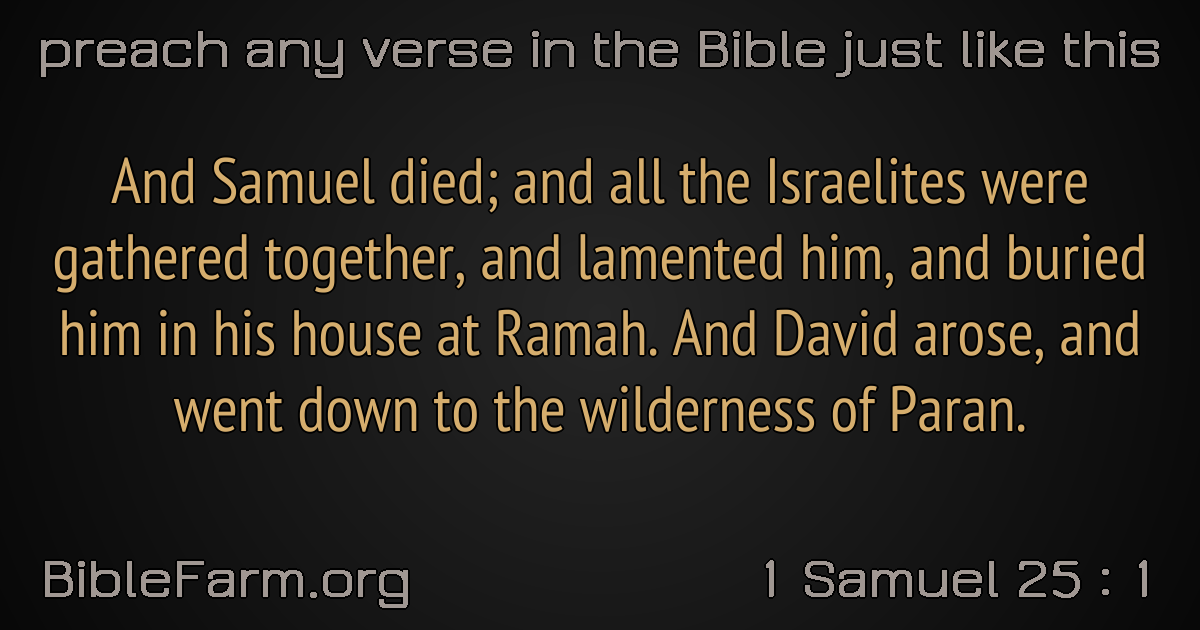 preach any verse in the Bible just like this
And Samuel died; and all the Israelites were
gathered together, and lamented him, and buried
him in his house at Ramah. And David arose, and
went down to the wilderness of Paran.
BibleFarm.org
1 Samuel 25 : 1